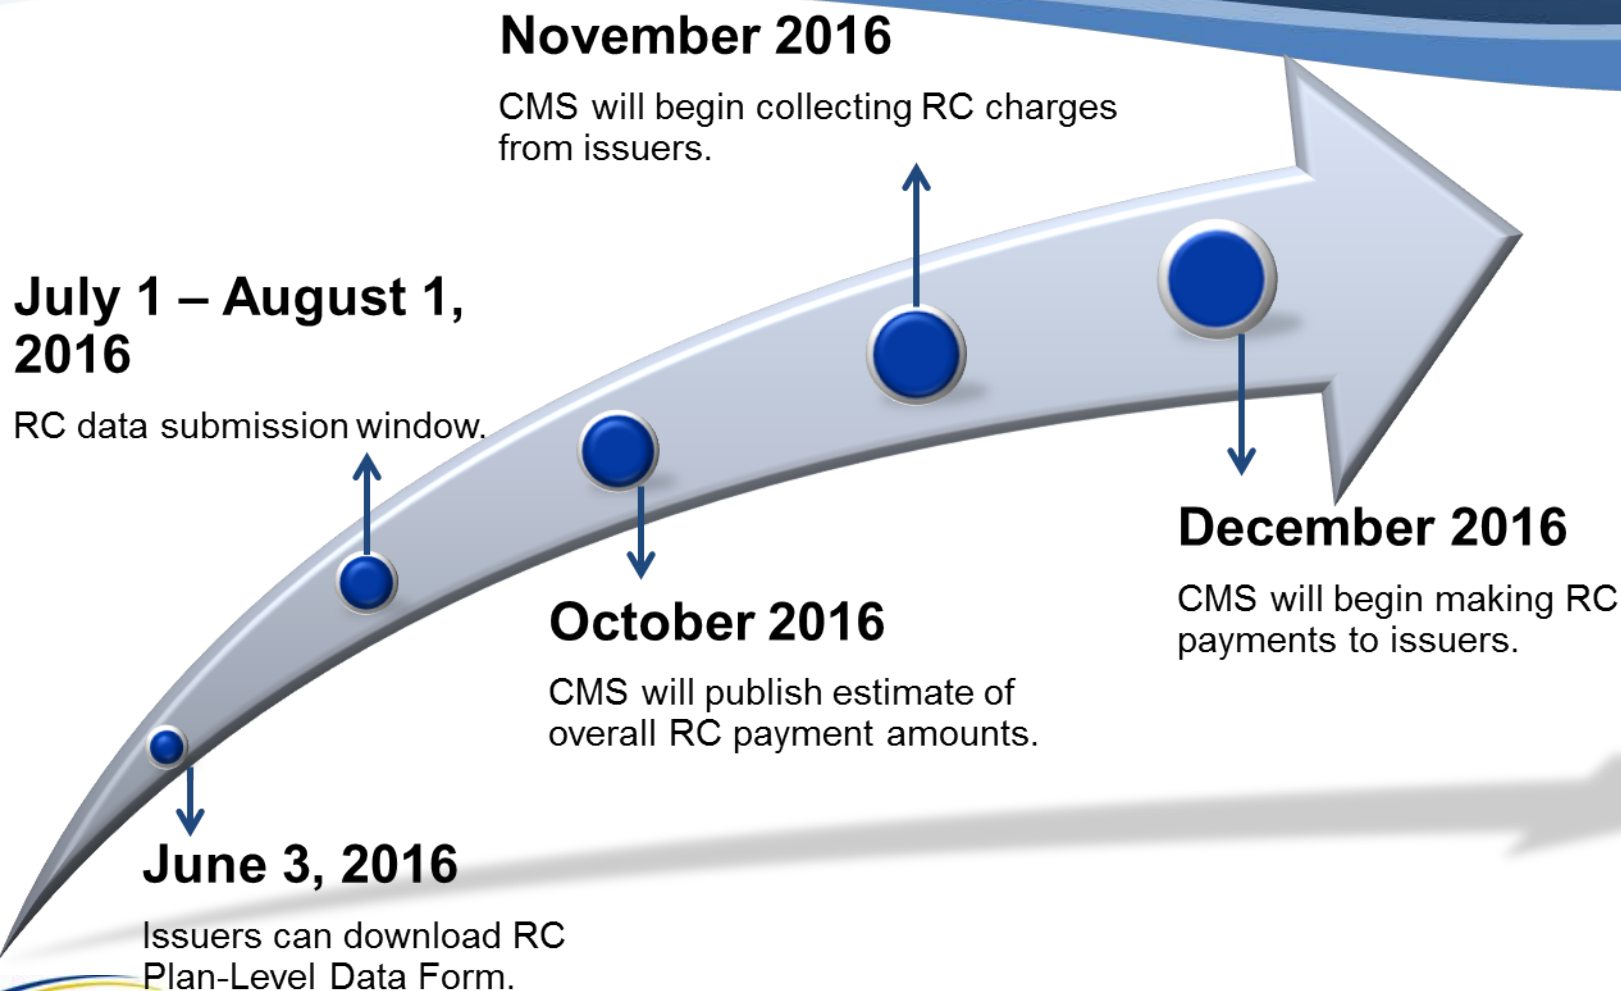 November 2016
CMS will begin collecting RC charges
from issuers.
July 1 – August 1,
2016
RC data submission window.
October 2016
CMS will publish estimate of
overall RC payment amounts.
December 2016
CMS will begin making RC
payments to issuers.
June 3, 2016
Issuers can download RC
Plan-Level Data Form.